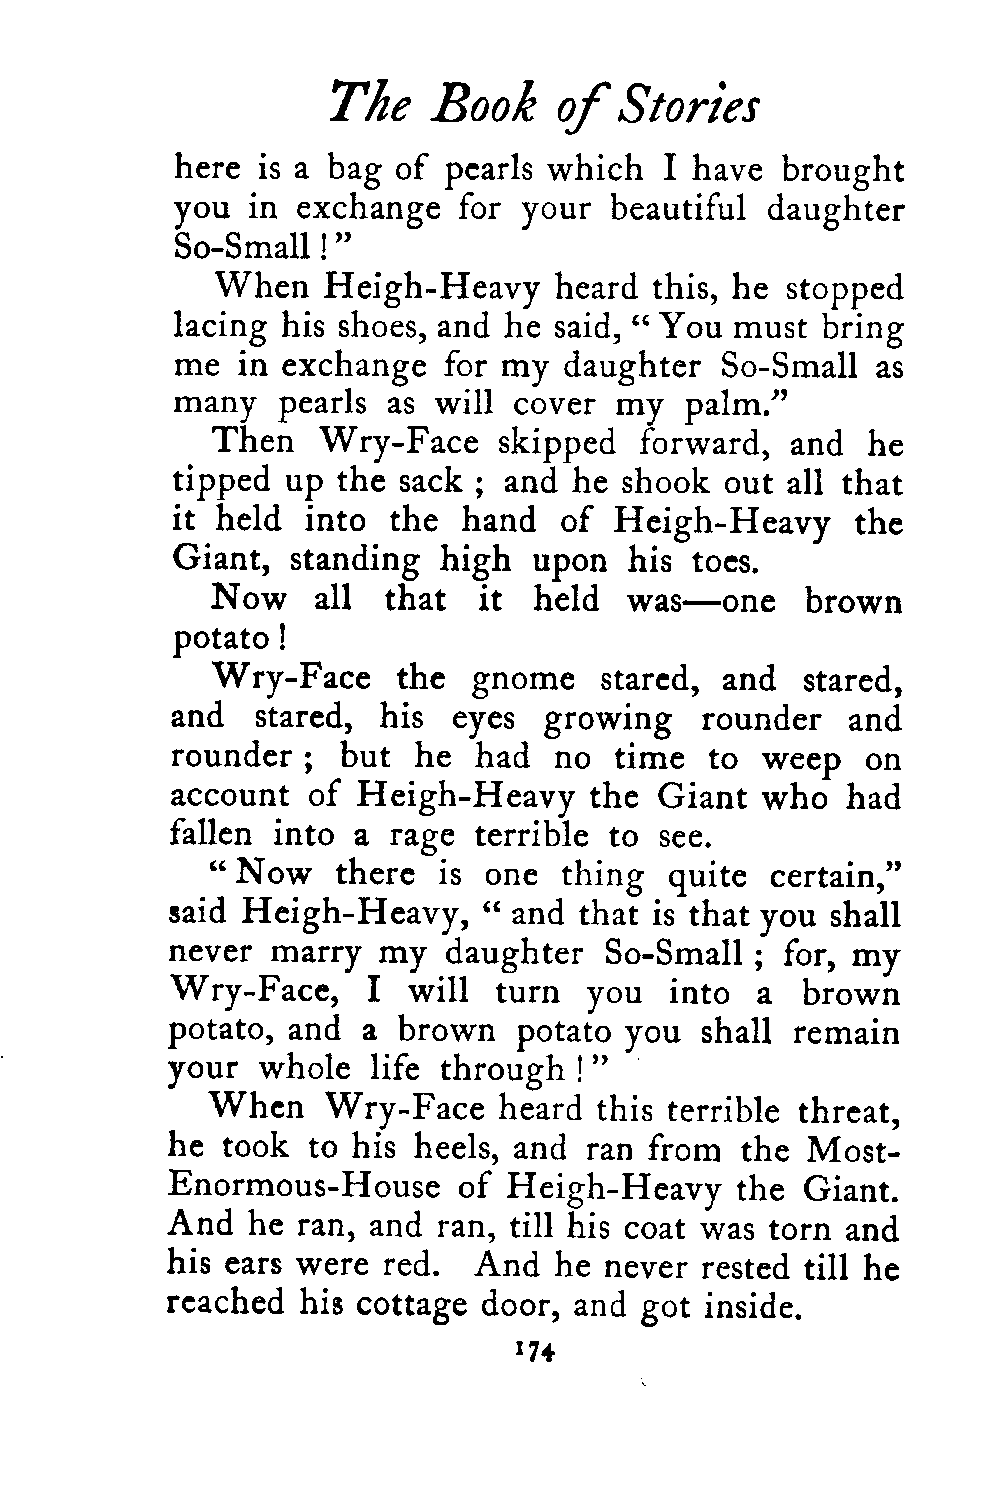 The Book of Stories
here is a bag of pearls which I have brought
you in exchange for your beautiful daughter
So-Small ! ”
When Heigh-Heavy heard this, he stopped
lacing his shoes, and he said, “ You must bring
me in exchange for my daughter So-Small as
many pearls as will cover my palm.”
Then Wry-Face skipped forward, and he
tipped up the sack ; and he shook out all that
it held into the hand of Heigh-Heavy the
Giant, standing high upon his toes.
Now all that it held was—one brown
potato !
Wry-Face the gnome stared, and stared,
and stared, his eyes growing rounder and
rounder ; but he had no time to weep on
account of Heigh-Heavy the Giant who had
fallen into a rage terrible to see.
“ Now there is one thing quite certain,”
said Heigh-Heavy, “ and that is that you shall
never marry my daughter So-Small ; for, my
Wry-Face, I will turn you into a brown
potato, and a brown potato you shall remain
your whole life through ! ”
When Wry-Face heard this terrible threat,
he took to his heels, and ran from the Most-
Enormous-House of Heigh-Heavy the Giant.
And he ran, and ran, till his coat was torn and
his ears were red. And he never rested till he
reached his cottage door, and got inside.
174